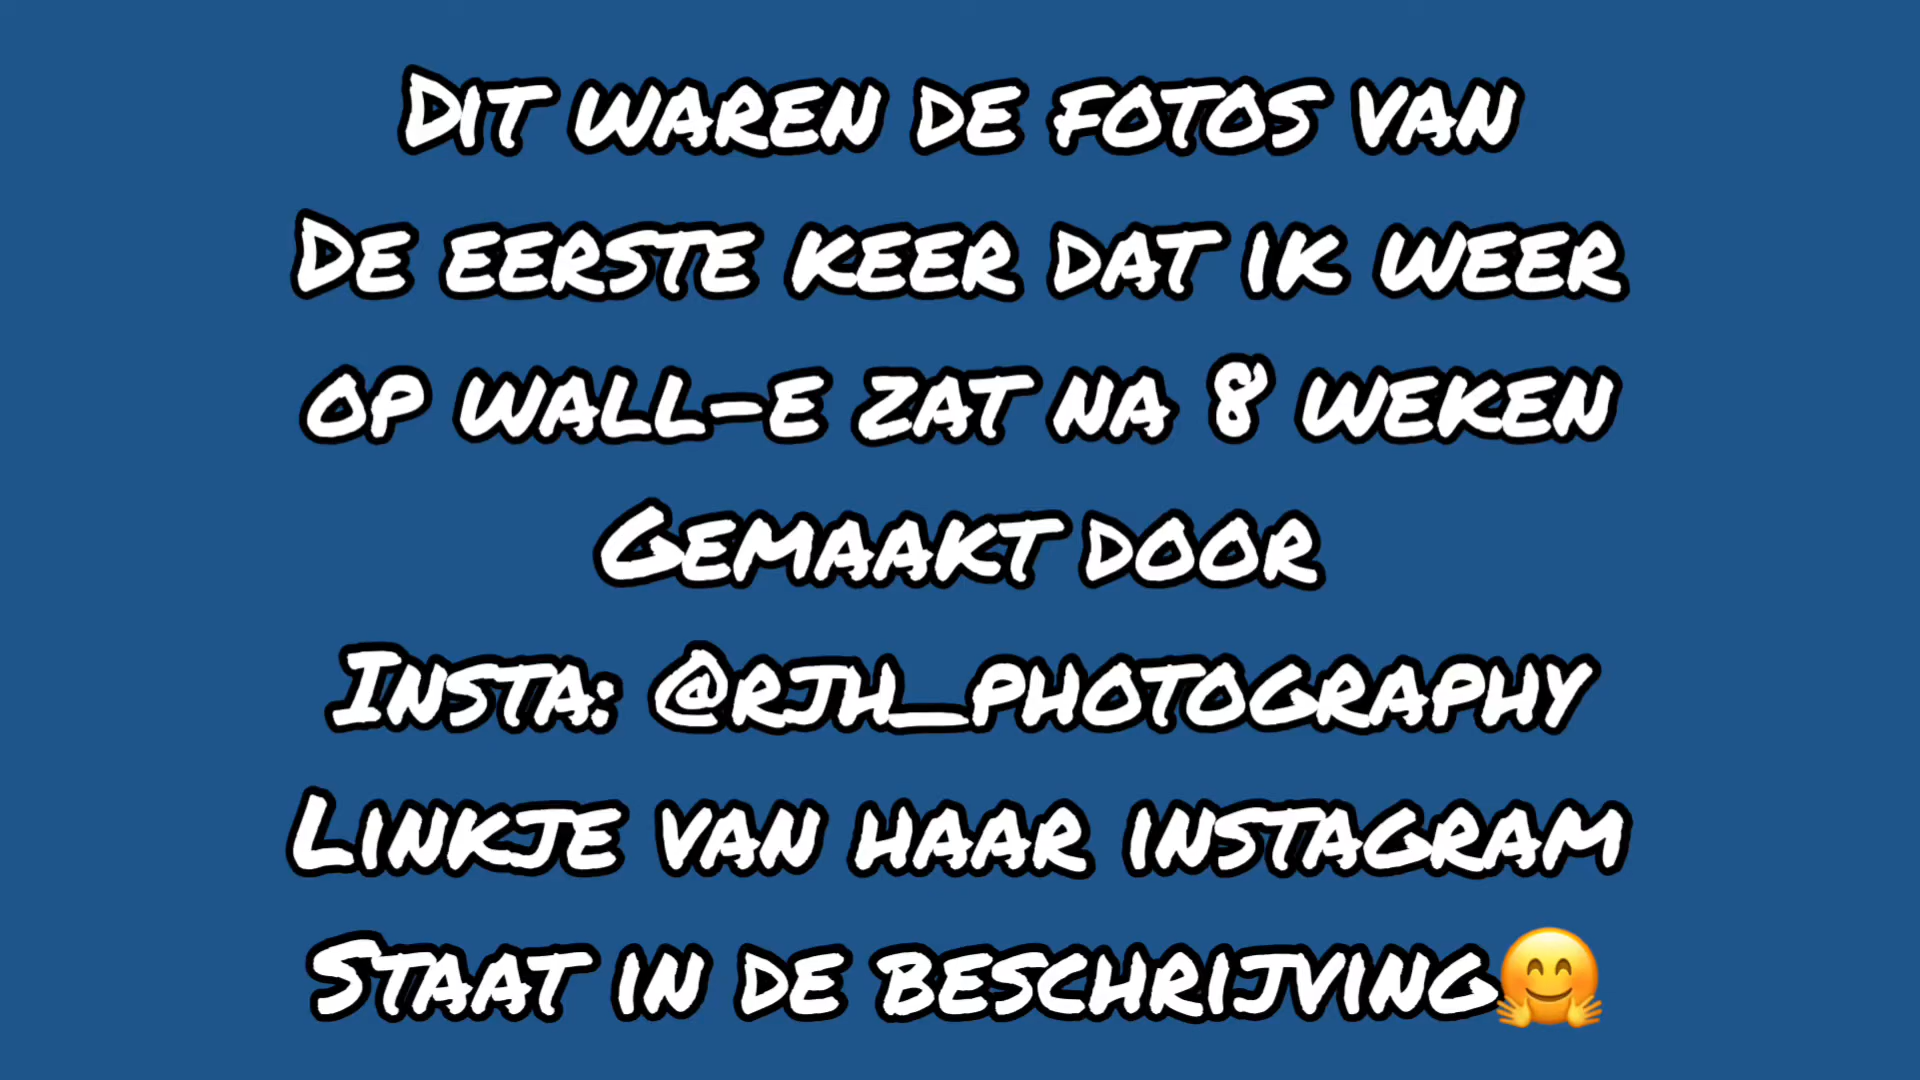 Dit waren de fotos van
De eerste keer dat ik weer
op wall-e zat na 8 weken
Gemaakt door
Insta: @rjh_photography
Linkje van haar instagram
Staat in de beschrijving🤗